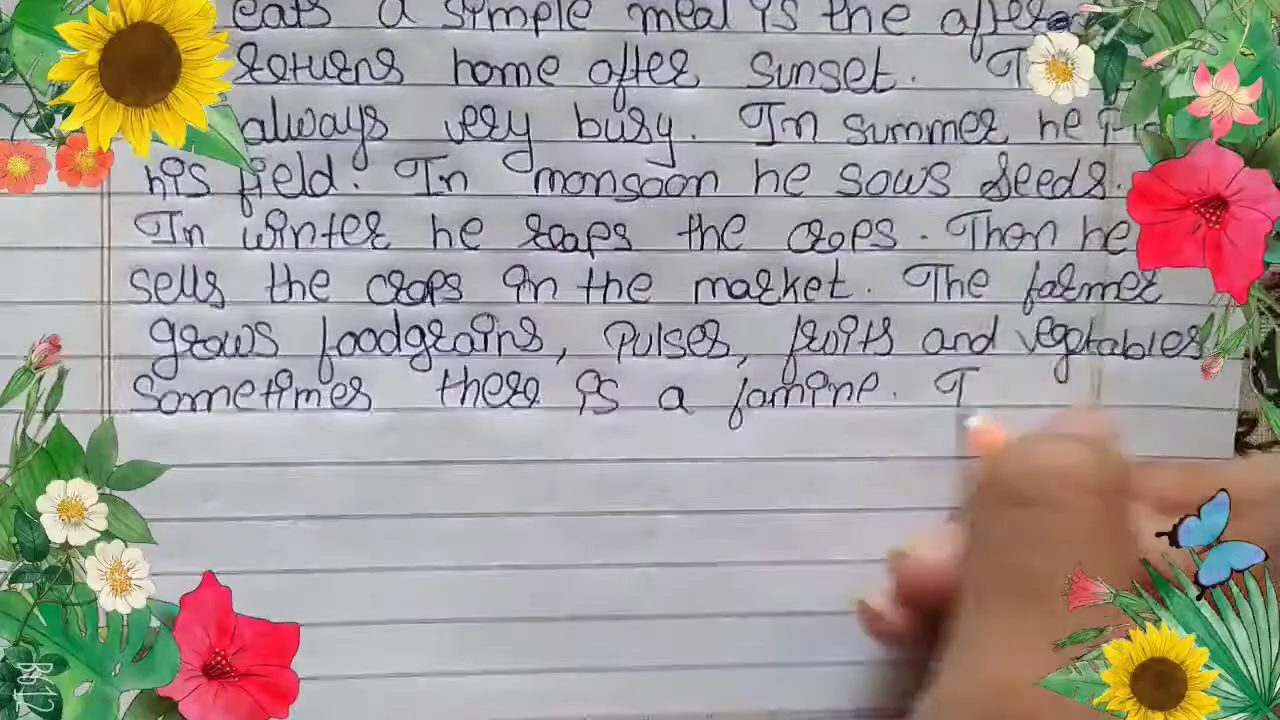 eats a simple meal is the after
returns home after sunset.
always very busy. In summer he
his field. In monsoon he sows seeds.
In winter he reaps the crops. Then he
sells the crops in the market. The farmer
grows foodgrains, pulses, fruits and vegetables
Sometimes there is a famine. T
B612